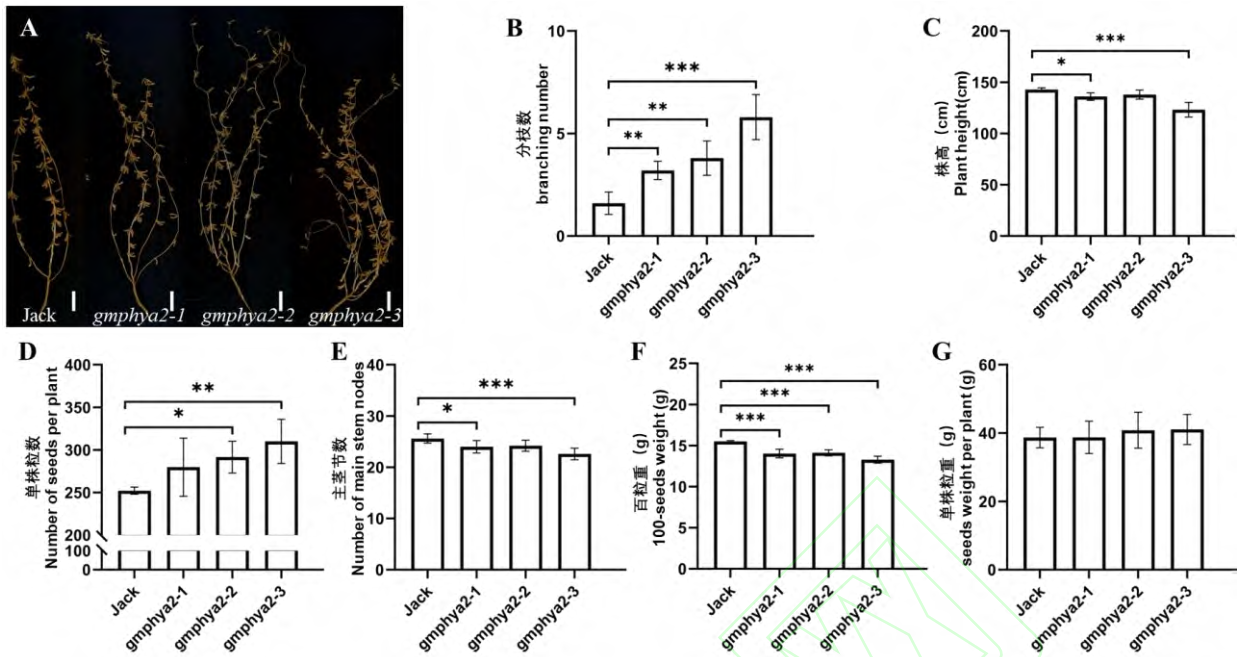 A
Jack
gmphya2-1
gmphya2-2
gmphya2-3
B
分枝数
branching number
10
5
0
***
**
**
Jack
gmphya2-1
gmphya2-2
gmphya2-3
C
株高 (cm)
Plant height(cm)
200
150
100
50
0
***
*
Jack
gmphya2-1
gmphya2-2
gmphya2-3
D
单株粒数
Number of seeds per plant
400
350
300
250
200
100
0
**
*
Jack
gmphya2-1
gmphya2-2
gmphya2-3
E
主茎节数
Number of main stem nodes
40
30
20
10
0
***
*
Jack
gmphya2-1
gmphya2-2
gmphya2-3
F
百粒重 (g)
100-seeds weight (g)
25
20
15
10
5
0
***
***
***
Jack
gmphya2-1
gmphya2-2
gmphya2-3
G
单株粒重 (g)
seeds weight per plant (g)
60
40
20
0
Jack
gmphya2-1
gmphya2-2
gmphya2-3